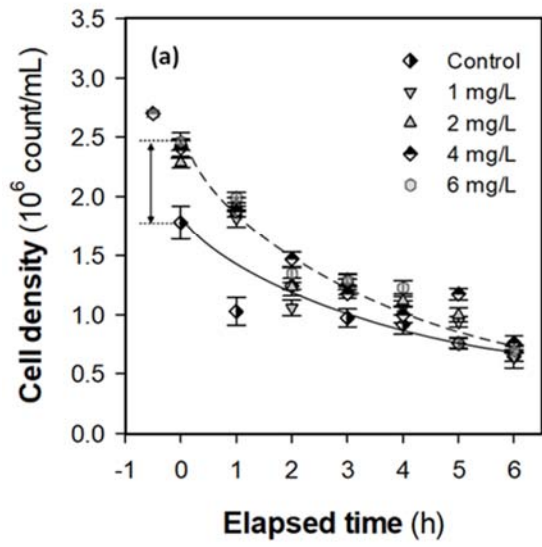 3.5
3.0
2.5
2.0
1.5
1.0
0.5
0.0
Cell density (10⁶ count/mL)
(a)
Control
1 mg/L
2 mg/L
4 mg/L
6 mg/L
-1 0 1 2 3 4 5 6
Elapsed time (h)